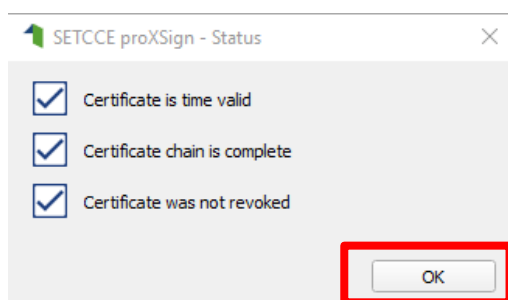 SETCCE proXSign - Status
Certificate is time valid
Certificate chain is complete
Certificate was not revoked
OK